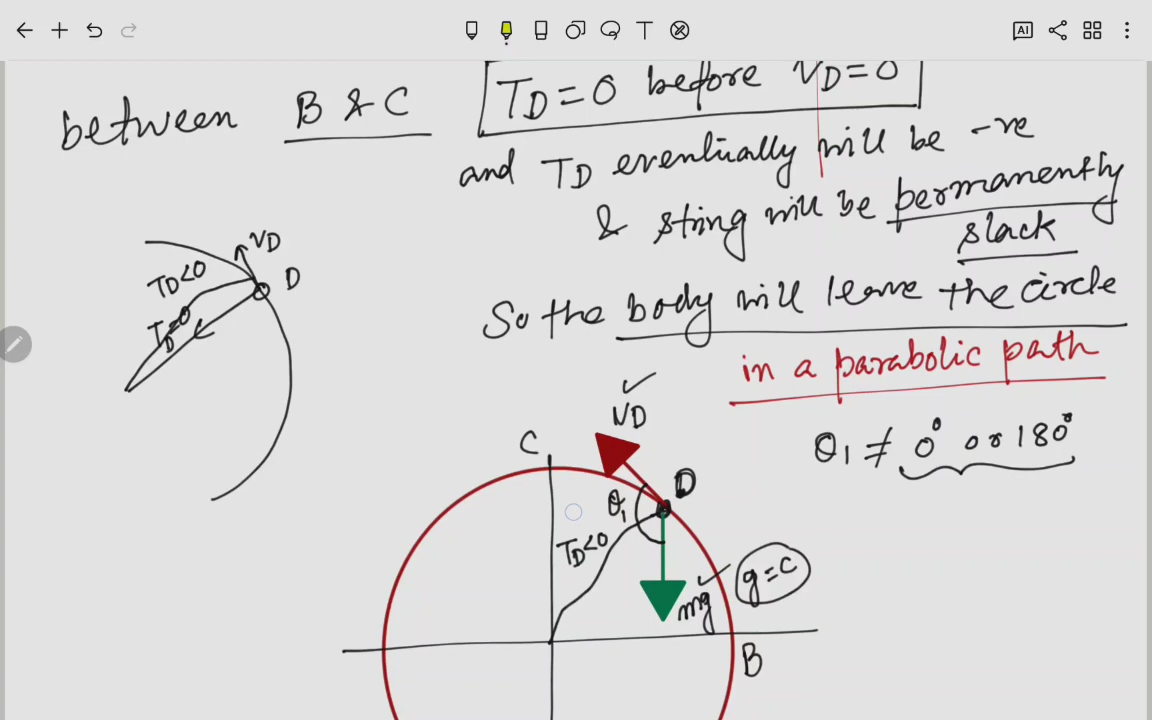 AI
T
between B & C
T_D = 0 before V_D = 0
and T_D eventually will be -ve
& sting will be permanently
slack
So the body will leave the circle
in a parabolic path
V_D
D
T_D<0
T_D=0
θ₁ ≠ 0° or 180°
C
V_D
D
θ₁
T_D<0
mg
g=c
B